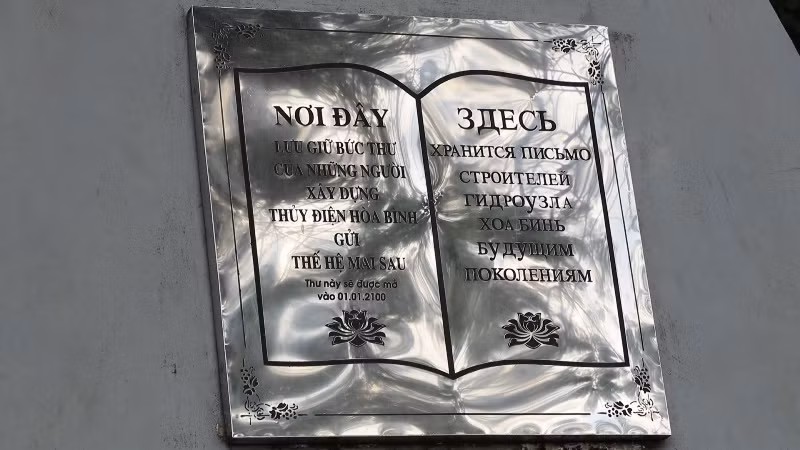 NƠI ĐÂY
LƯU GIỮ BỨC THƯ
CỦA NHỮNG NGƯỜI
XÂY DỰNG
THỦY ĐIỆN HÒA BÌNH
GỬI
THẾ HỆ MAI SAU
Thư này sẽ được mở
vào 01.01.2100
ЗДЕСЬ
ХРАНИТСЯ ПИСЬМО
СТРОИТЕЛЕЙ
ГИДРОУЗЛА
ХОА БИНЬ
БУДУЩИМ
ПОКОЛЕНИЯМ